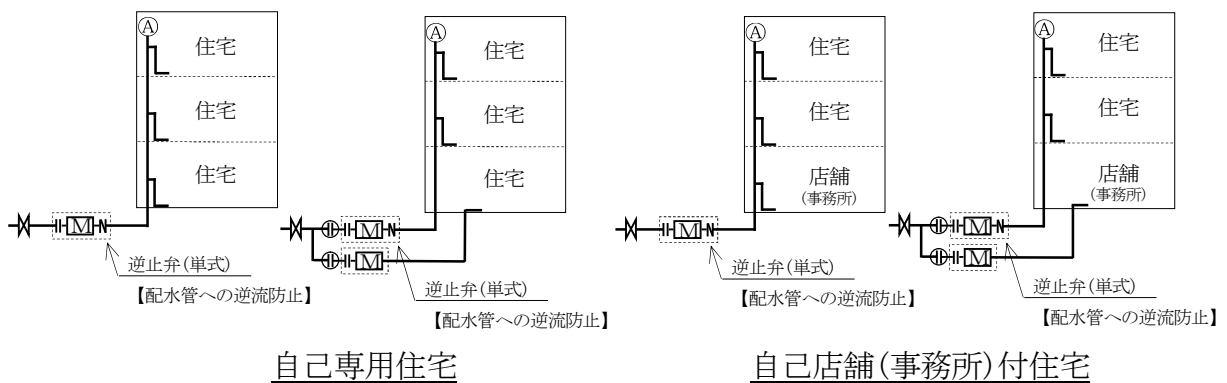 A
住宅
住宅
住宅
M
逆止弁(単式)
【配水管への逆流防止】
A
住宅
住宅
住宅
M
M
逆止弁(単式)
【配水管への逆流防止】
自己専用住宅
A
住宅
住宅
店舗
(事務所)
M
逆止弁(単式)
【配水管への逆流防止】
A
住宅
住宅
店舗
(事務所)
M
M
逆止弁(単式)
【配水管への逆流防止】
自己店舗(事務所)付住宅